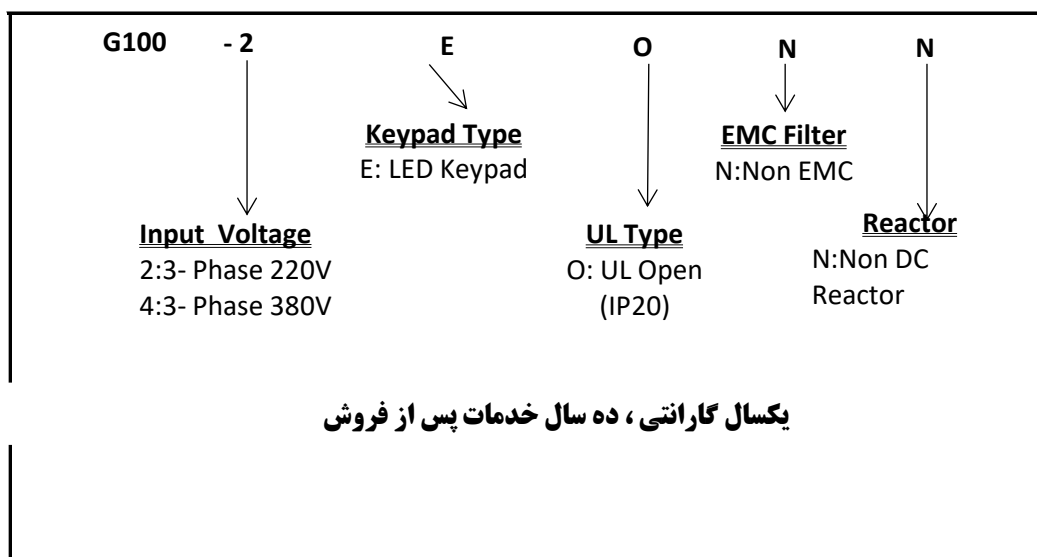 G100 - 2 E O N N
Keypad Type
E: LED Keypad
EMC Filter
N:Non EMC
Input Voltage
2:3- Phase 220V
4:3- Phase 380V
UL Type
O: UL Open
(IP20)
Reactor
N:Non DC
Reactor
یکسال گارانتی ، ده سال خدمات پس از فروش